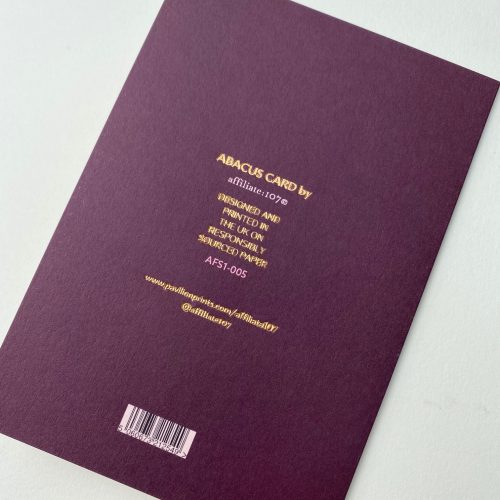 ABACUS CARD by
affiliate:107®
DESIGNED AND
PRINTED IN
THE UK ON
RESPONSIBLY
SOURCED PAPER
AFS1-005
www.pavilionprints.com/affiliate107
@affiliate107